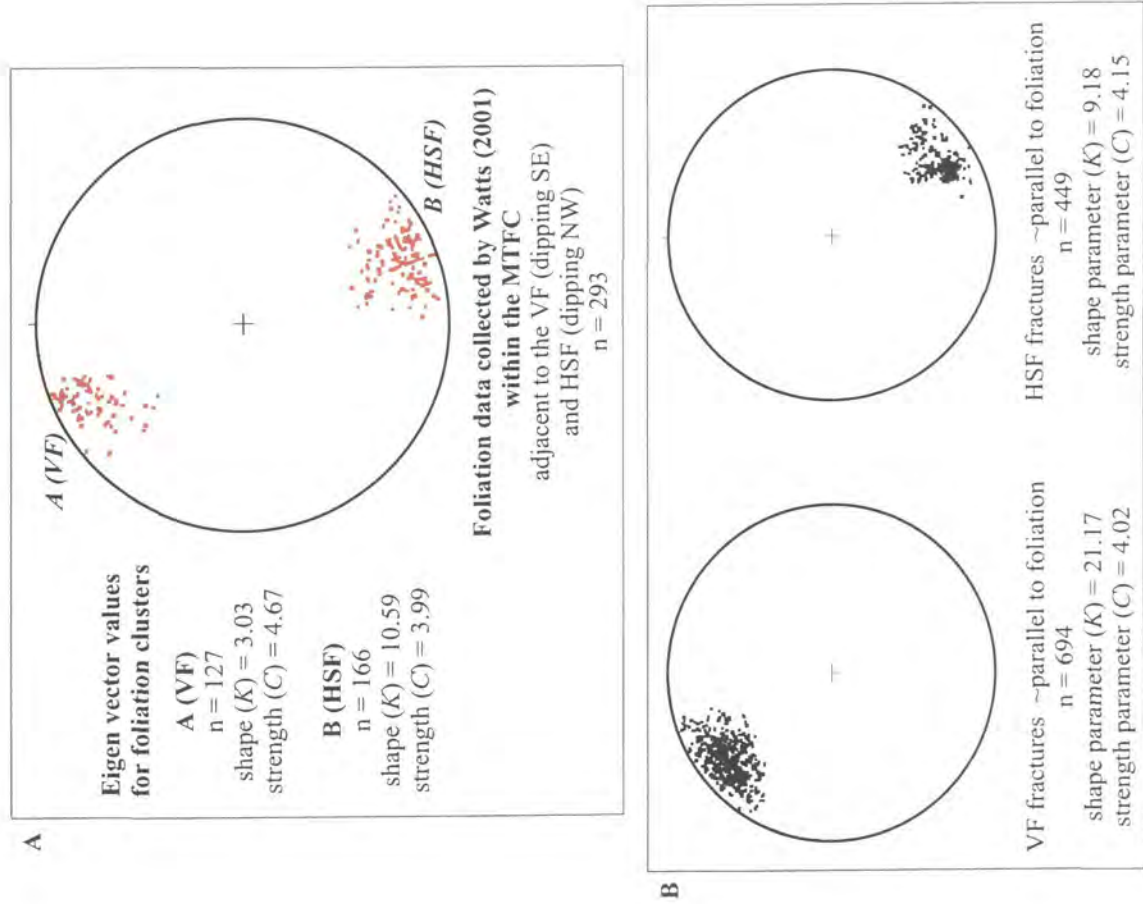 A
Eigen vector values
for foliation clusters
A (VF)
n = 127
shape (K) = 3.03
strength (C) = 4.67
B (HSF)
n = 166
shape (K) = 10.59
strength (C) = 3.99
A (VF)
B (HSF)
Foliation data collected by Watts (2001)
within the MTFC
adjacent to the VF (dipping SE)
and HSF (dipping NW)
n = 293
B
VF fractures ~parallel to foliation
n = 694
shape parameter (K) = 21.17
strength parameter (C) = 4.02
HSF fractures ~parallel to foliation
n = 449
shape parameter (K) = 9.18
strength parameter (C) = 4.15